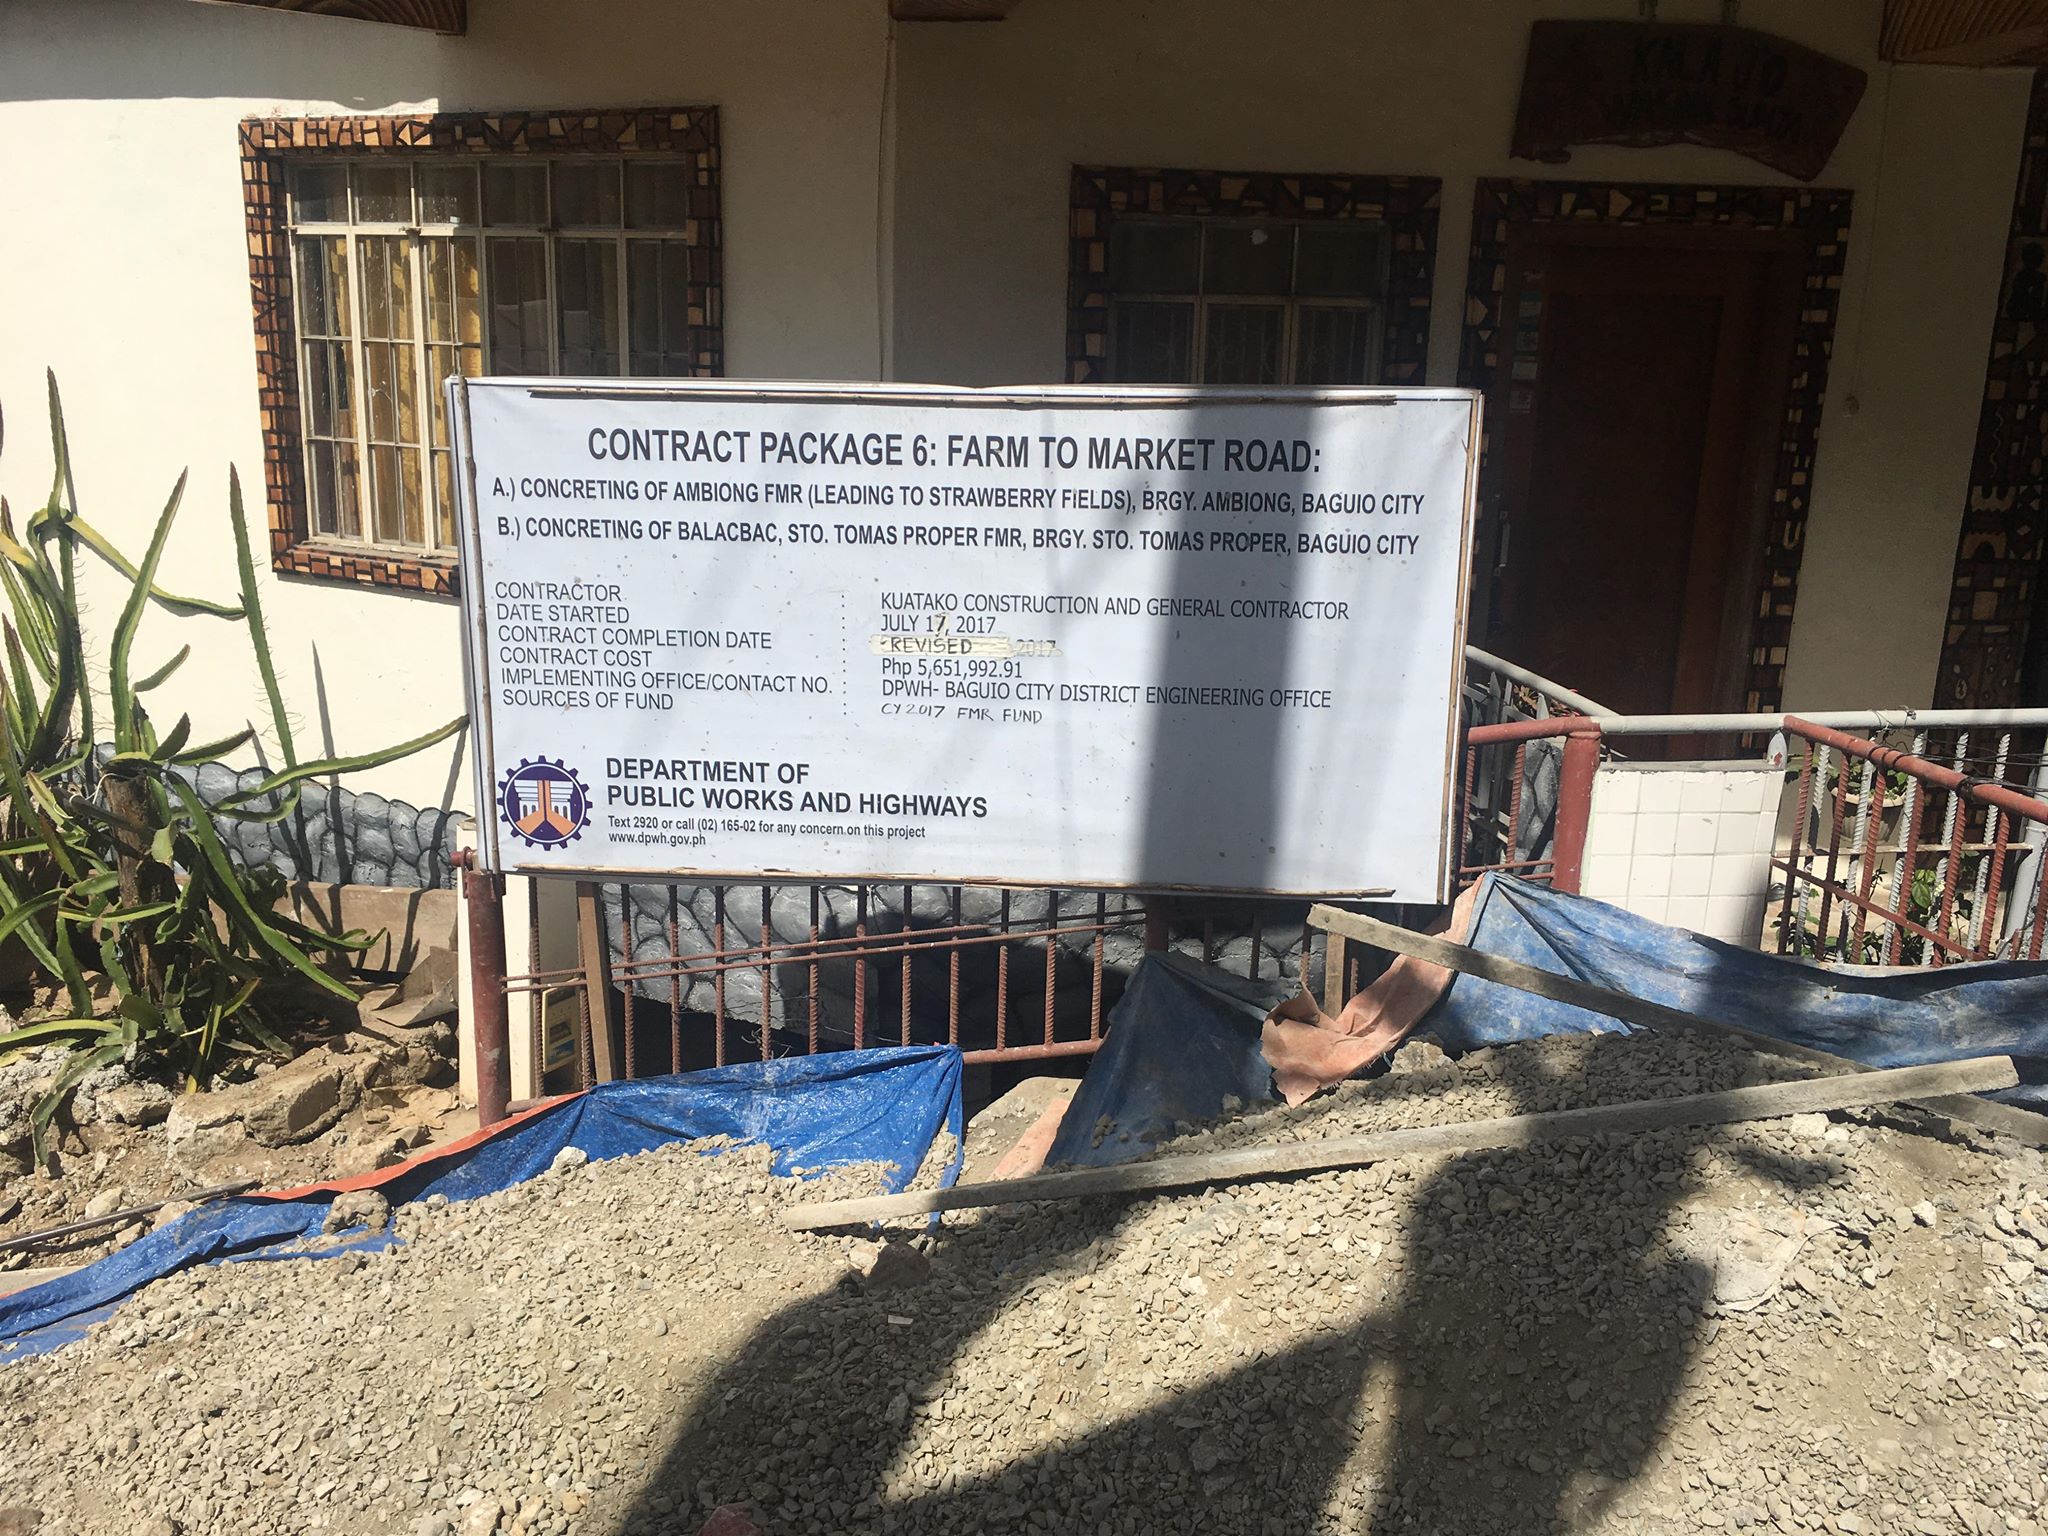 CONTRACT PACKAGE 6: FARM TO MARKET ROAD:
A.) CONCRETING OF AMBIONG FMR (LEADING TO STRAWBERRY FIELDS), BRGY. AMBIONG, BAGUIO CITY
B.) CONCRETING OF BALACBAC, STO. TOMAS PROPER FMR, BRGY. STO. TOMAS PROPER, BAGUIO CITY
CONTRACTOR : KUATAKO CONSTRUCTION AND GENERAL CONTRACTOR
DATE STARTED : JULY 17, 2017
CONTRACT COMPLETION DATE : REVISED 2017
CONTRACT COST : Php 5,651,992.91
IMPLEMENTING OFFICE/CONTACT NO. : DPWH- BAGUIO CITY DISTRICT ENGINEERING OFFICE
SOURCES OF FUND : CY 2017 FMR FUND
DEPARTMENT OF
PUBLIC WORKS AND HIGHWAYS
Text 2920 or call (02) 165-02 for any concern on this project
www.dpwh.gov.ph